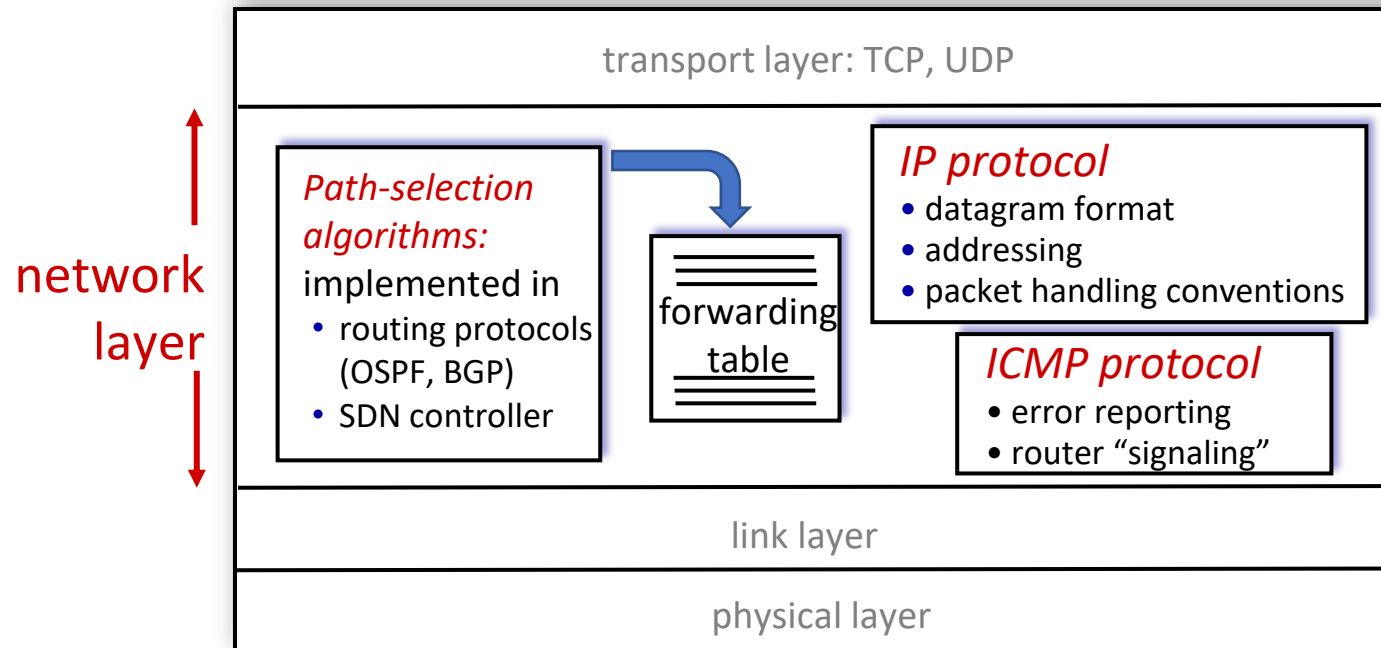 transport layer: TCP, UDP
network
layer
Path-selection
algorithms:
implemented in
• routing protocols
(OSPF, BGP)
• SDN controller
forwarding
table
IP protocol
• datagram format
• addressing
• packet handling conventions
ICMP protocol
• error reporting
• router “signaling”
link layer
physical layer